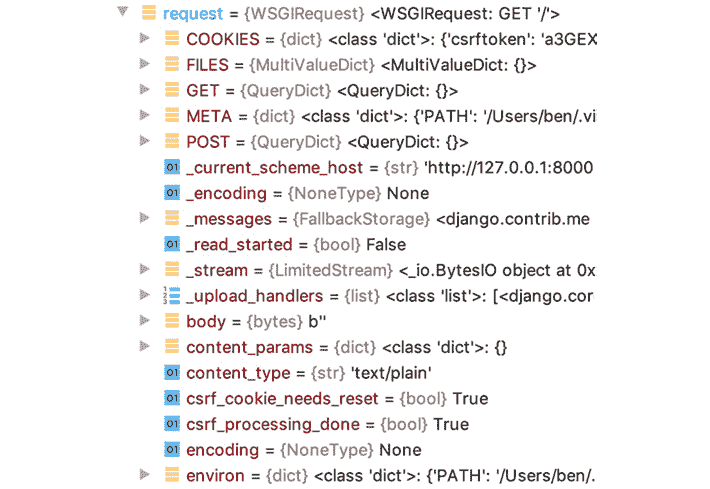 request = {WSGIRequest} <WSGIRequest: GET '/'>
COOKIES = {dict} <class 'dict'>: {'csrftoken': 'a3GEX
FILES = {MultiValueDict} <MultiValueDict: {}>
GET = {QueryDict} <QueryDict: {}>
META = {dict} <class 'dict'>: {'PATH': '/Users/ben/.vi
POST = {QueryDict} <QueryDict: {}>
01 _current_scheme_host = {str} 'http://127.0.0.1:8000
01 _encoding = {NoneType} None
_messages = {FallbackStorage} <django.contrib.me
01 _read_started = {bool} False
_stream = {LimitedStream} <_io.BytesIO object at 0x
_upload_handlers = {list} <class 'list'>: [<django.cor
body = {bytes} b''
content_params = {dict} <class 'dict'>: {}
01 content_type = {str} 'text/plain'
01 csrf_cookie_needs_reset = {bool} True
01 csrf_processing_done = {bool} True
01 encoding = {NoneType} None
environ = {dict} <class 'dict'>: {'PATH': '/Users/ben/.